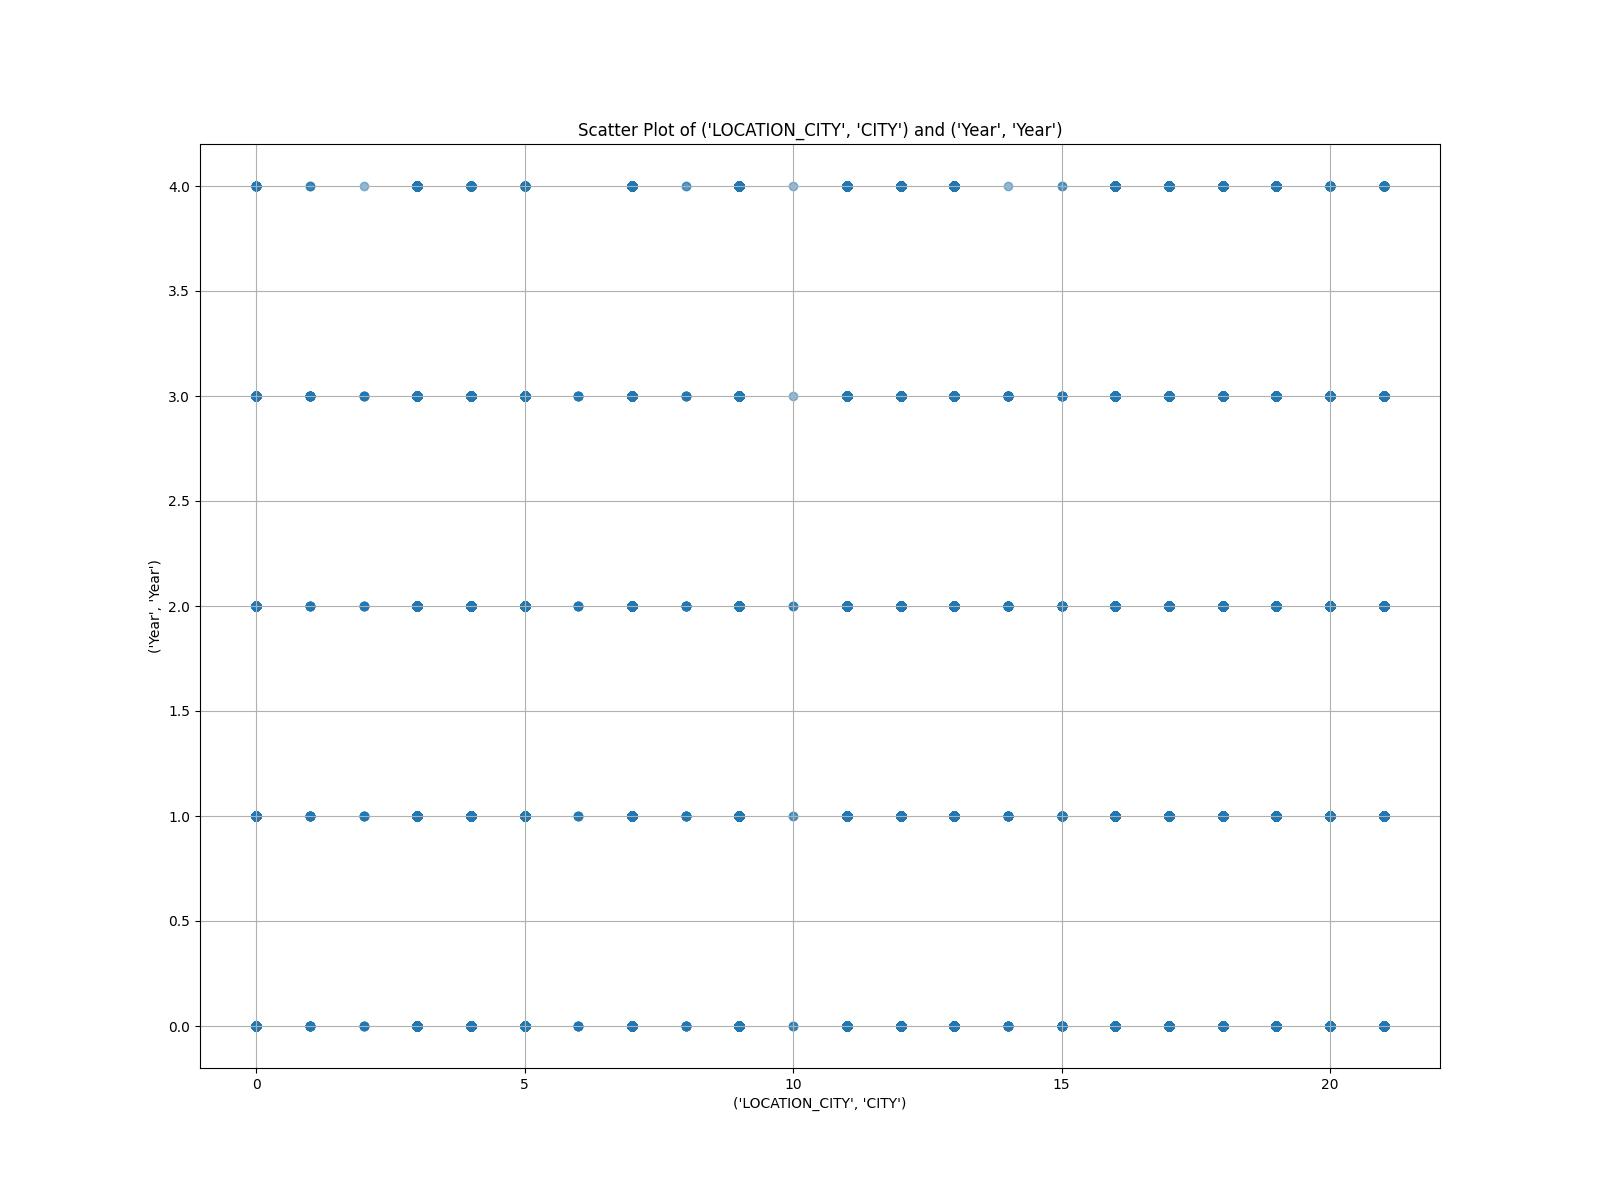 Scatter Plot of ('LOCATION_CITY', 'CITY') and ('Year', 'Year')
4.0
3.5
3.0
2.5
2.0
1.5
1.0
0.5
0.0
('Year', 'Year')
0 5 10 15 20
('LOCATION_CITY', 'CITY')